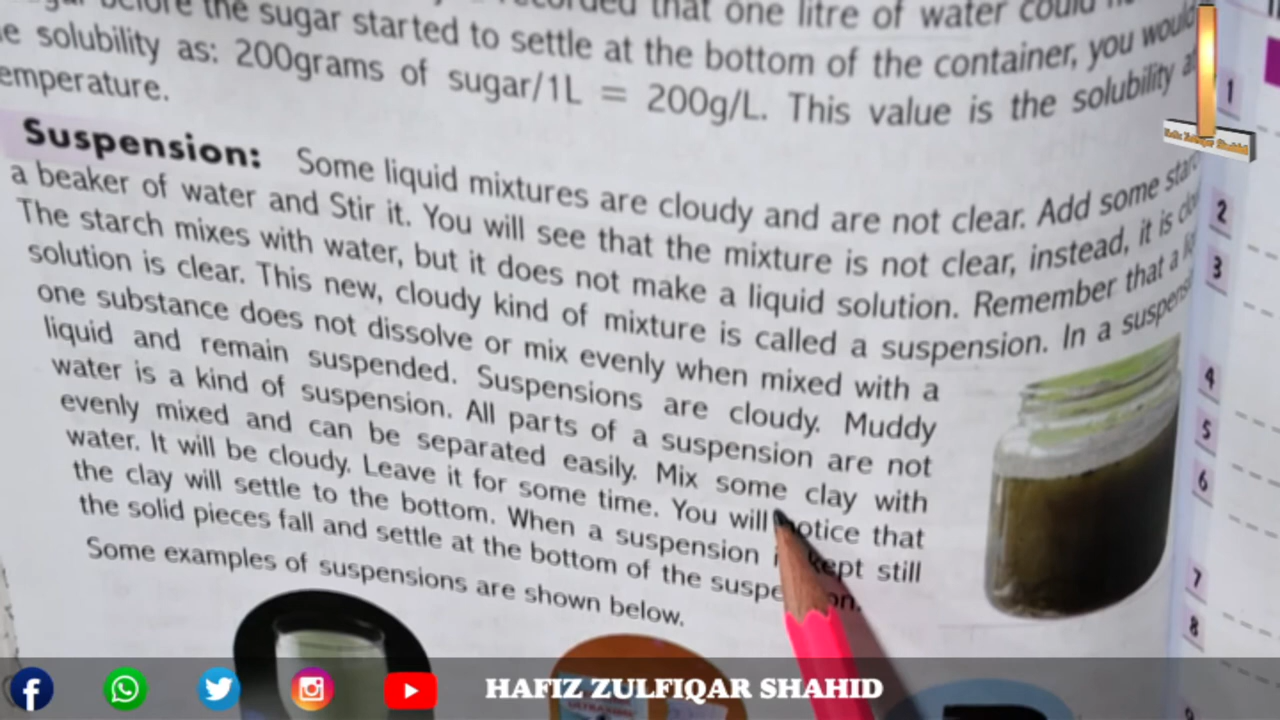 before the sugar started to settle at the bottom of the container, you would
solubility as: 200grams of sugar/1L = 200g/L. This value is the solubility
emperature.
Suspension: Some liquid mixtures are cloudy and are not clear. Add some
a beaker of water and Stir it. You will see that the mixture is not clear, instead, it is
The starch mixes with water, but it does not make a liquid solution. Remember that a
solution is clear. This new, cloudy kind of mixture is called a suspension. In a
one substance does not dissolve or mix evenly when mixed with a
liquid and remain suspended. Suspensions are cloudy. Muddy
water is a kind of suspension. All parts of a suspension are not
evenly mixed and can be separated easily. Mix some clay with
water. It will be cloudy. Leave it for some time. You will notice that
the clay will settle to the bottom. When a suspension is kept still
the solid pieces fall and settle at the bottom of the suspension.
Some examples of suspensions are shown below.
1
2
3
4
5
6
7
8
HAFIZ ZULFIQAR SHAHID